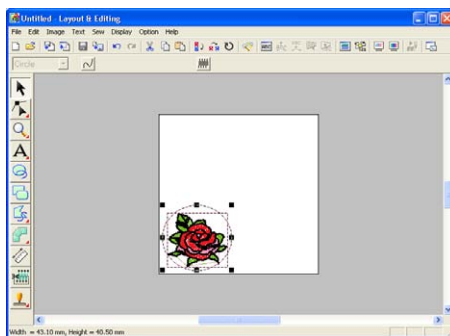 Untitled - Layout & Editing
File Edit Image Text Sew Display Option Help
Circle
A
Width = 43.10 mm, Height = 40.50 mm